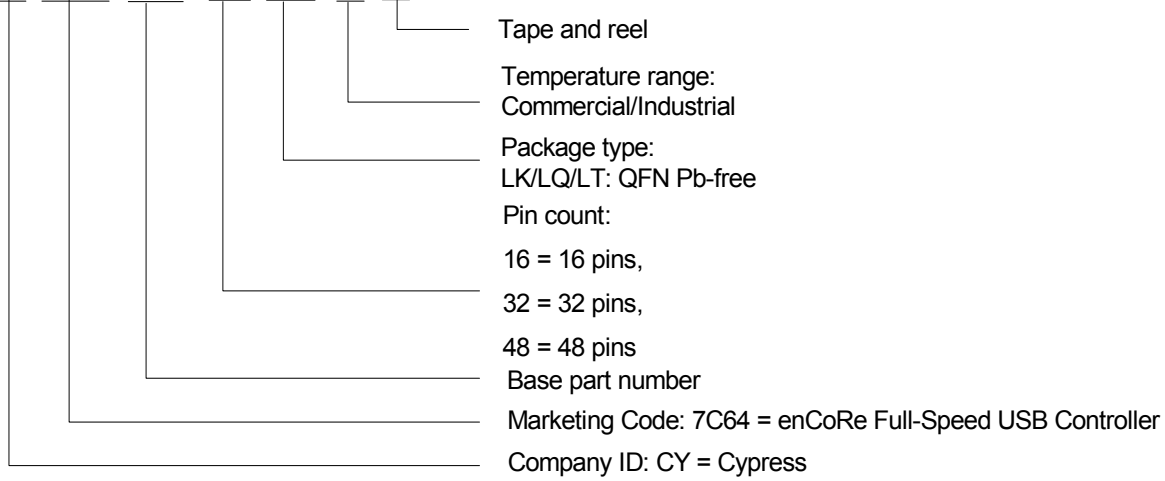 Tape and reel
Temperature range:
Commercial/Industrial
Package type:
LK/LQ/LT: QFN Pb-free
Pin count:
16 = 16 pins,
32 = 32 pins,
48 = 48 pins
Base part number
Marketing Code: 7C64 = enCoRe Full-Speed USB Controller
Company ID: CY = Cypress